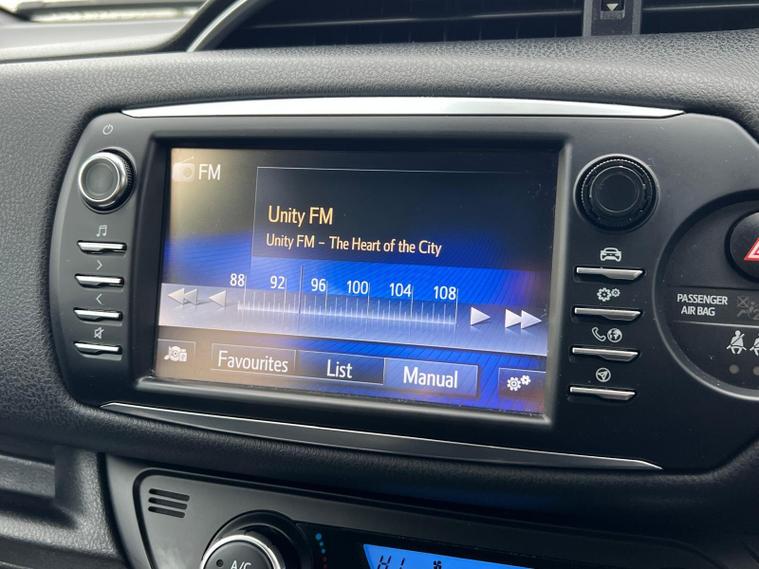 FM
Unity FM
Unity FM - The Heart of the City
88 92 96 100 104 108
Favourites List Manual
PASSENGER
AIR BAG
A/C
HI